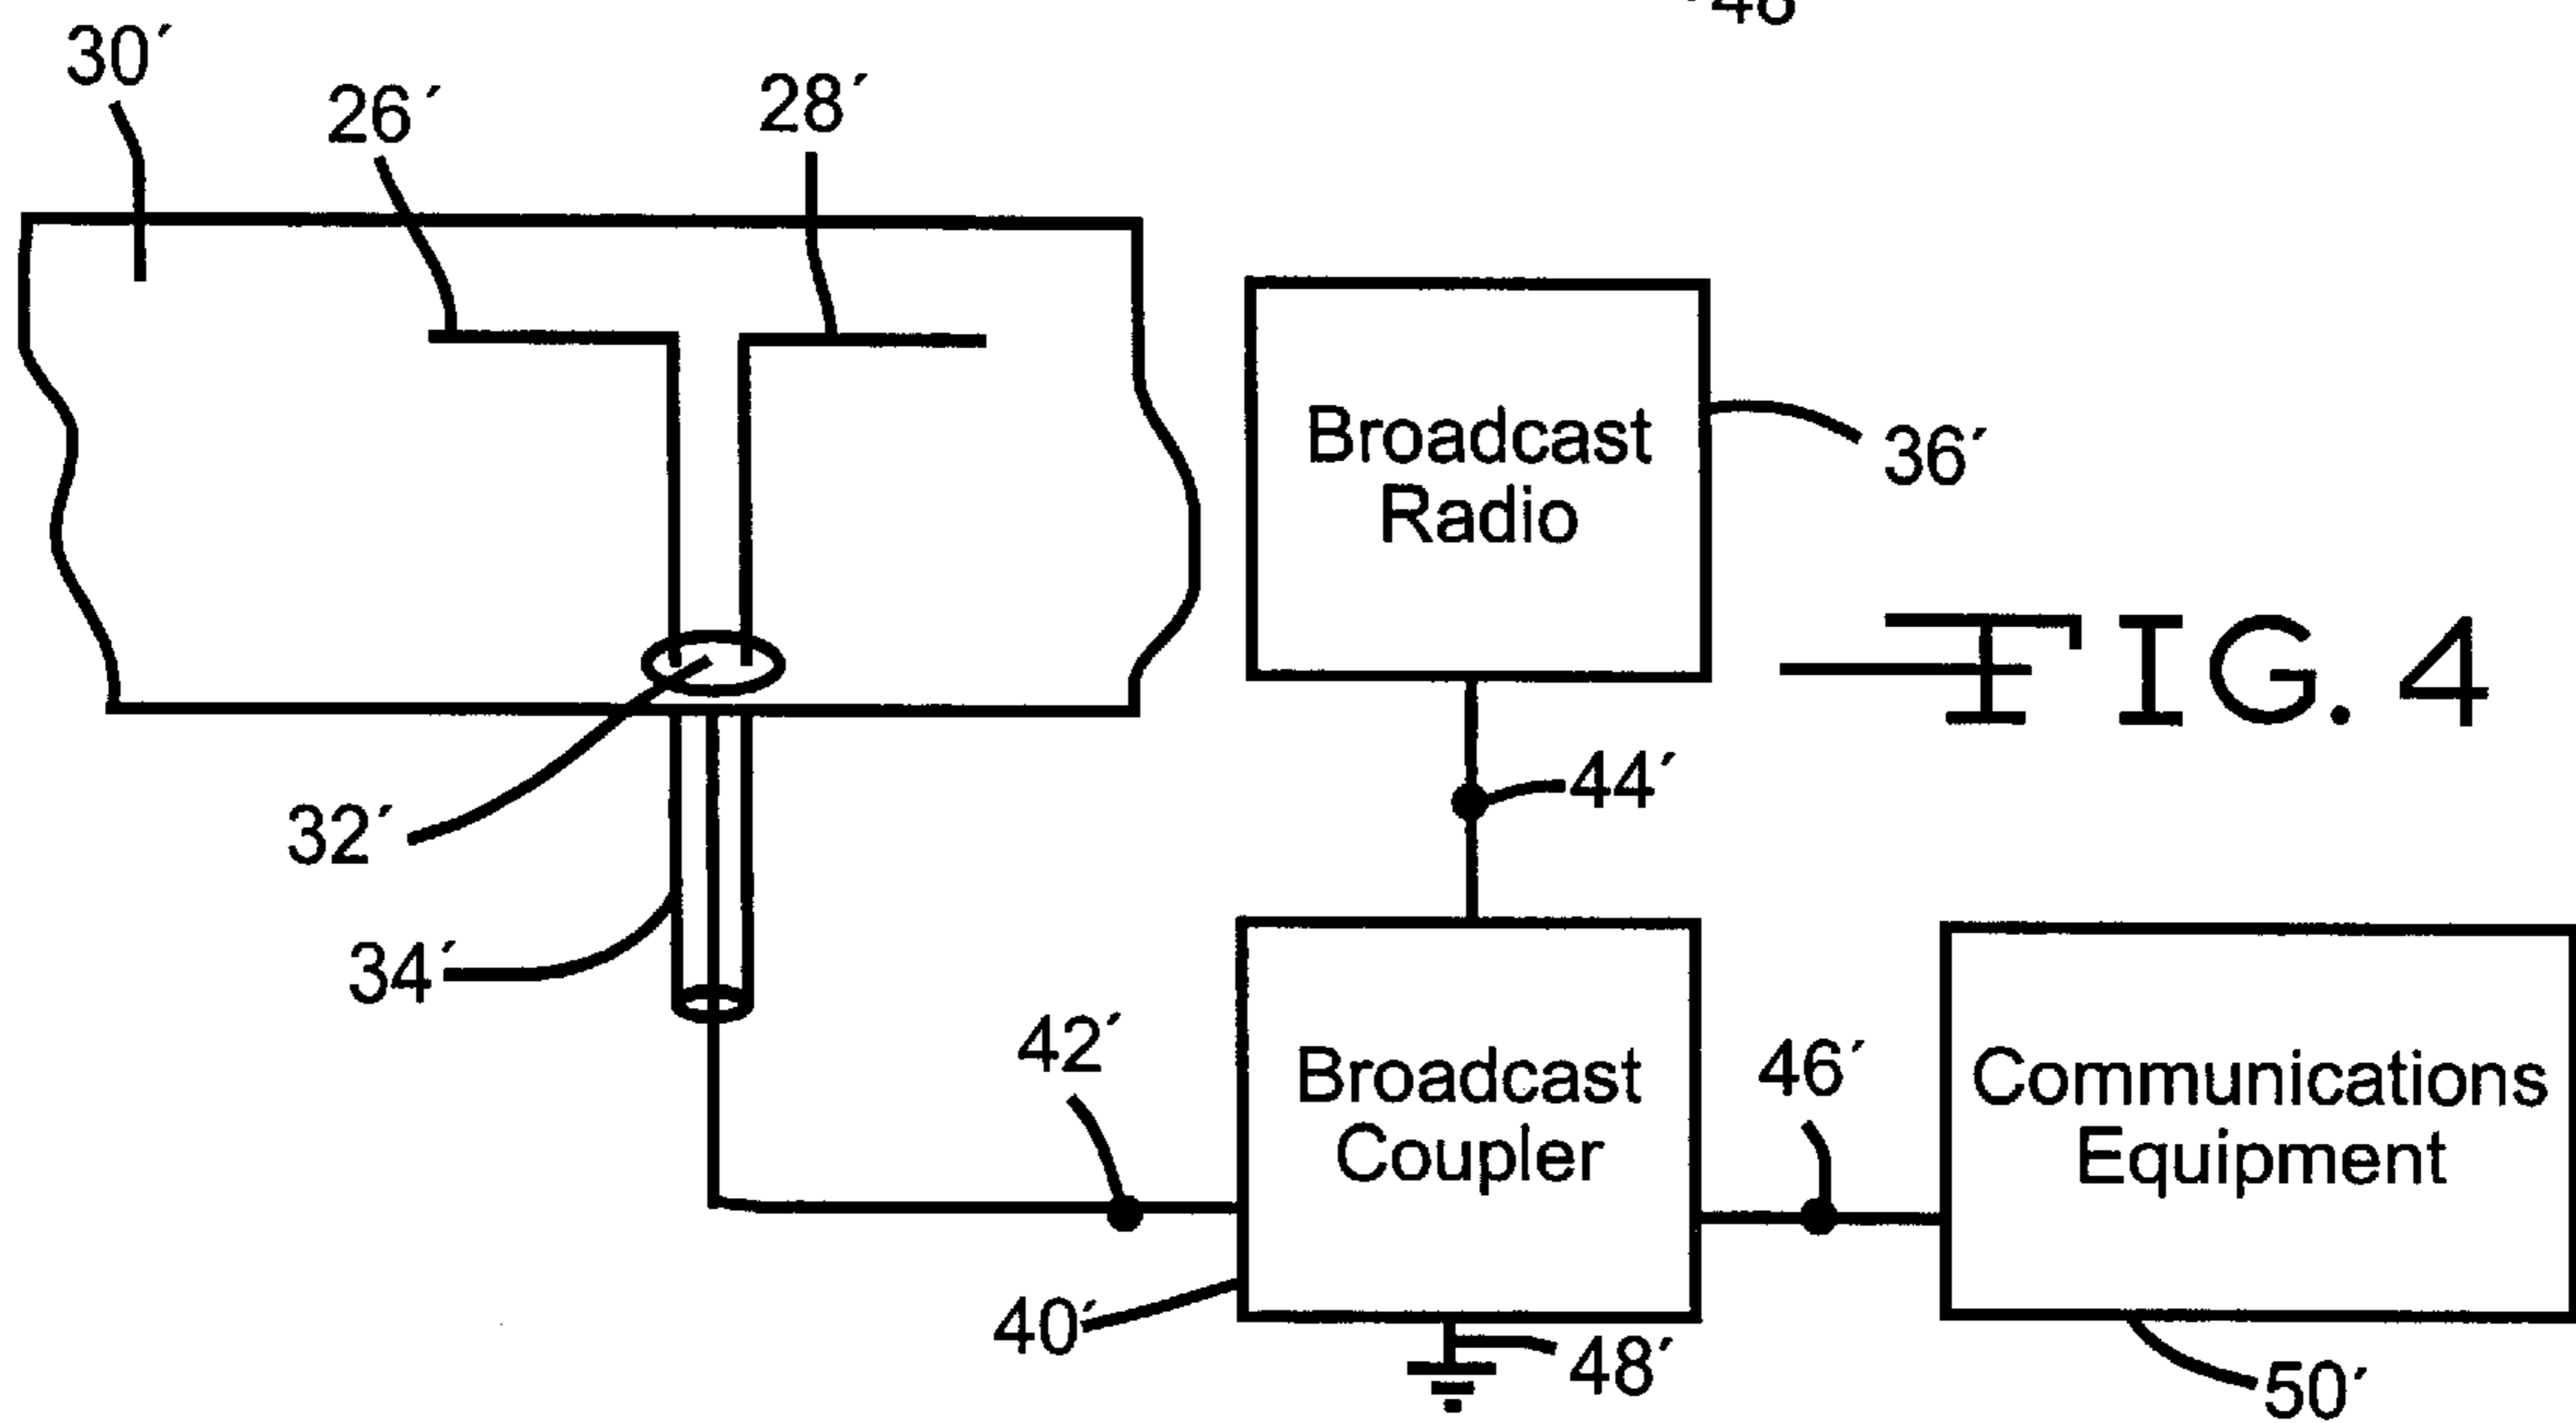 48
30′
26′
28′
Broadcast
Radio
36′
FIG. 4
44′
32′
34′
42′
Broadcast
Coupler
46′
Communications
Equipment
40′
48′
50′